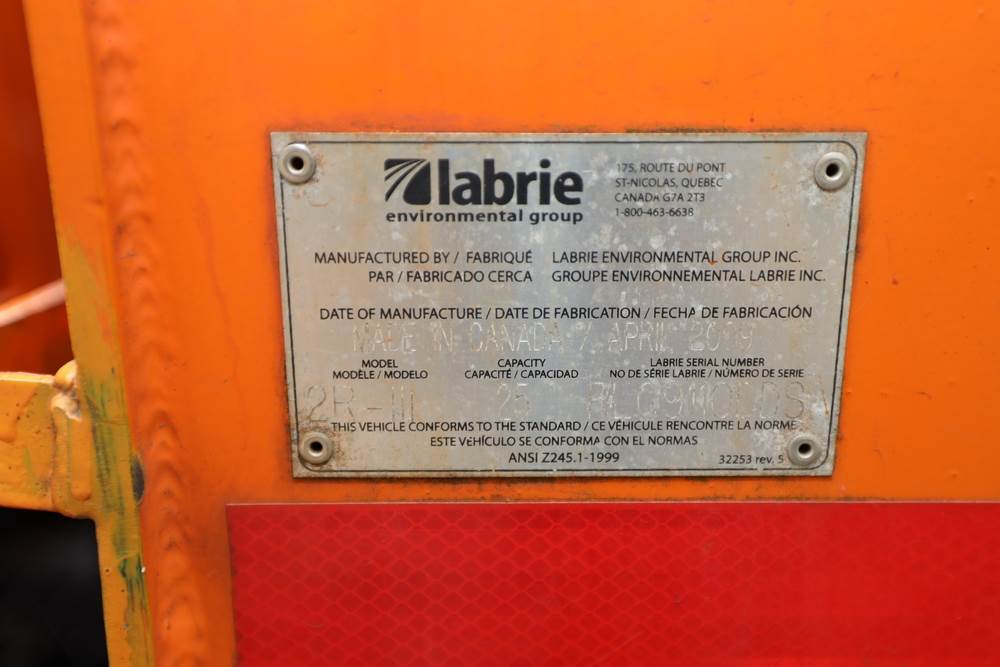 labrie
environmental group
175, ROUTE DU PONT
ST-NICOLAS, QUEBEC
CANADA G7A 2T3
1-800-463-6638
MANUFACTURED BY / FABRIQUÉ LABRIE ENVIRONMENTAL GROUP INC.
PAR / FABRICADO CERCA GROUPE ENVIRONNEMENTAL LABRIE INC.
DATE OF MANUFACTURE / DATE DE FABRICATION / FECHA DE FABRICACIÓN
MADE IN CANADA / APRIL
MODEL CAPACITY LABRIE SERIAL NUMBER
MODÈLE / MODELO CAPACITÉ / CAPACIDAD NO DE SÉRIE LABRIE / NÚMERO DE SERIE
2R-III 25
THIS VEHICLE CONFORMS TO THE STANDARD / CE VÉHICULE RENCONTRE LA NORME
ESTE VEHÍCULO SE CONFORMA CON EL NORMAS
ANSI Z245.1-1999
32253 rev. 5